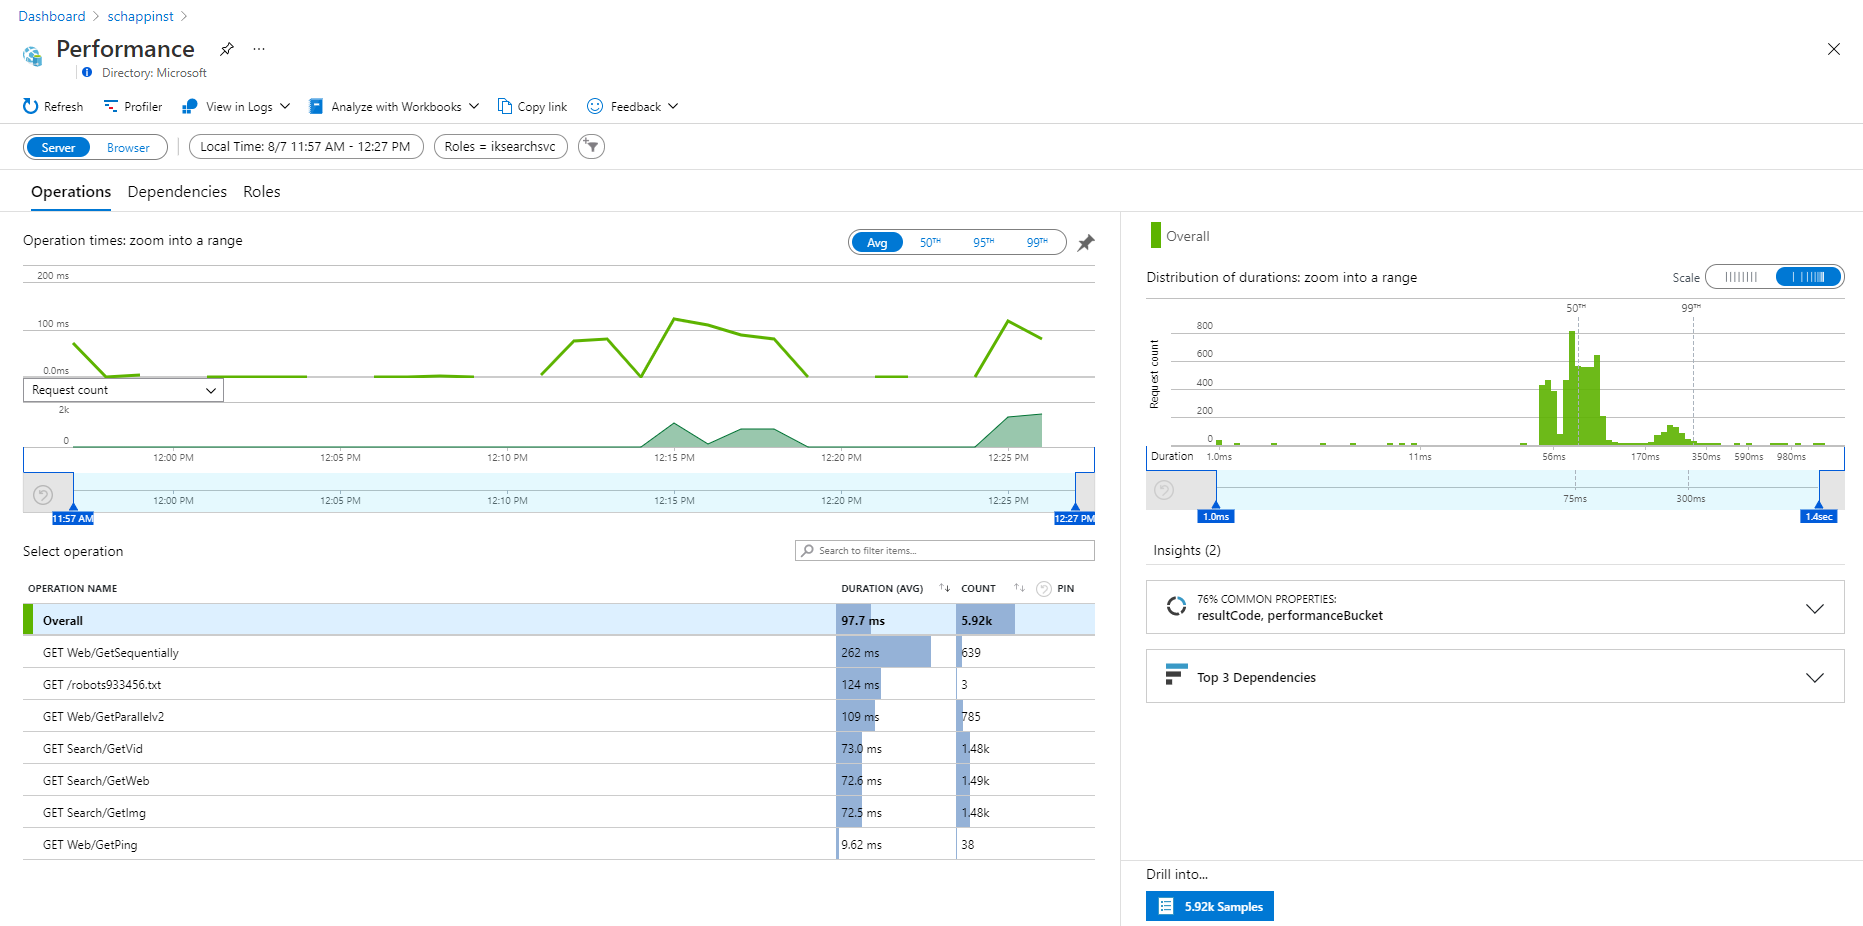 Dashboard > schappinst >
Performance ...
Directory: Microsoft
Refresh Profiler View in Logs Analyze with Workbooks Copy link Feedback
Server Browser Local Time: 8/7 11:57 AM - 12:27 PM Roles = iksearchsvc
Operations Dependencies Roles
Operation times: zoom into a range
Avg 50TH 95TH 99TH
200 ms
100 ms
0.0ms
Request count
2k
0
12:00 PM 12:05 PM 12:10 PM 12:15 PM 12:20 PM 12:25 PM
12:00 PM 12:05 PM 12:10 PM 12:15 PM 12:20 PM 12:25 PM
11:57 AM 12:27 PM
Select operation
Search to filter items...
OPERATION NAME DURATION (AVG) COUNT PIN
Overall 97.7 ms 5.92k
GET Web/GetSequentially 262 ms 639
GET /robots933456.txt 124 ms 3
GET Web/GetParallelv2 109 ms 785
GET Search/GetVid 73.0 ms 1.48k
GET Search/GetWeb 72.6 ms 1.49k
GET Search/GetImg 72.5 ms 1.48k
GET Web/GetPing 9.62 ms 38
Overall
Distribution of durations: zoom into a range
Scale
50TH 99TH
Request count
800
600
400
200
0
Duration 1.0ms 11ms 56ms 170ms 350ms 590ms 980ms
75ms 300ms
1.0ms 1.4sec
Insights (2)
76% COMMON PROPERTIES:
resultCode, performanceBucket
Top 3 Dependencies
Drill into...
5.92k Samples